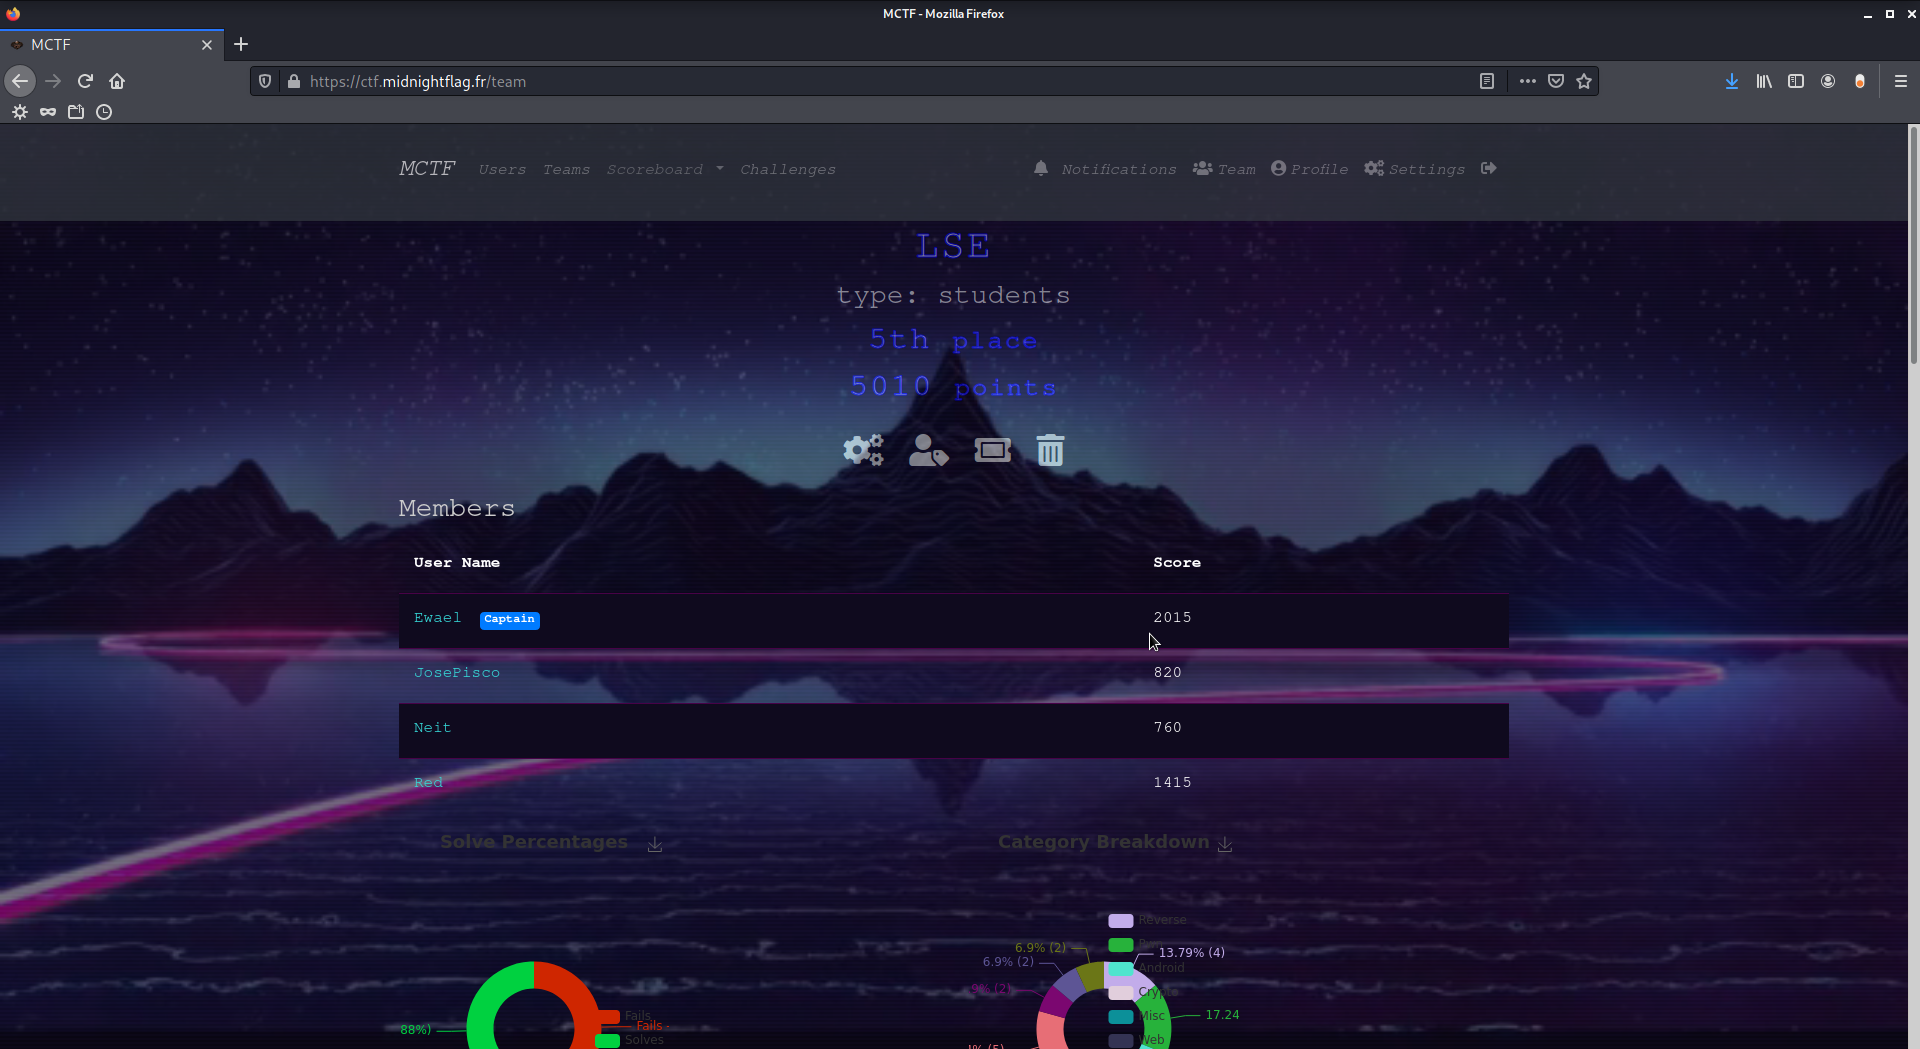 MCTF - Mozilla Firefox
MCTF
https://ctf.midnightflag.fr/team
MCTF Users Teams Scoreboard Challenges Notifications Team Profile Settings
LSE
type: students
5th place
5010 points
Members
User Name Score
Ewael Captain 2015
JosePisco 820
Neit 760
Red 1415
Solve Percentages Category Breakdown
Reverse
6.9% (2)
13.79% (4)
6.9% (2)
Android
9% (2)
Crypto
Fails
Misc
17.24
Fails -
88%)
Solves
Web